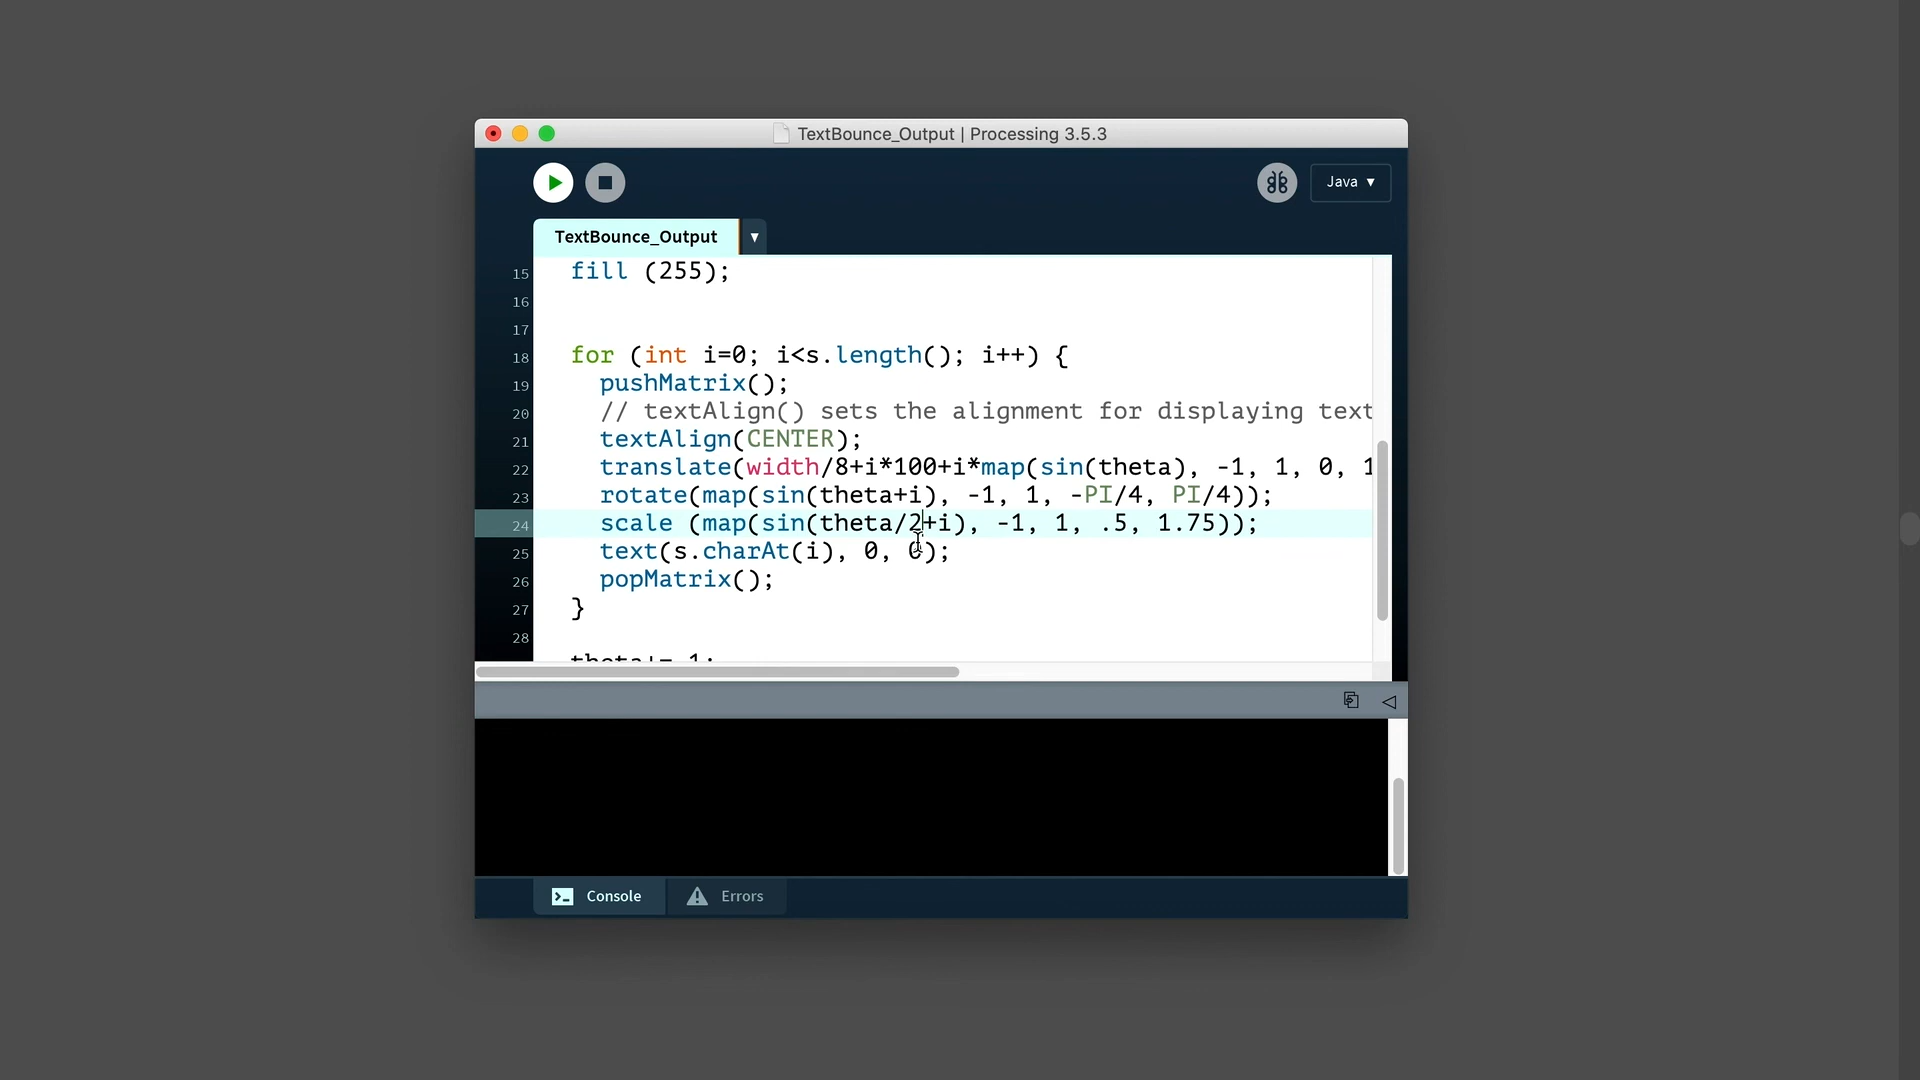 TextBounce_Output | Processing 3.5.3
Java ▼
TextBounce_Output ▼
15 fill (255);
16
17
18 for (int i=0; i<s.length(); i++) {
19 pushMatrix();
20 // textAlign() sets the alignment for displaying text
21 textAlign(CENTER);
22 translate(width/8+i*100+i*map(sin(theta), -1, 1, 0, 1
23 rotate(map(sin(theta+i), -1, 1, -PI/4, PI/4));
24 scale (map(sin(theta/2+i), -1, 1, .5, 1.75));
25 text(s.charAt(i), 0, 0);
26 popMatrix();
27 }
28
Console Errors